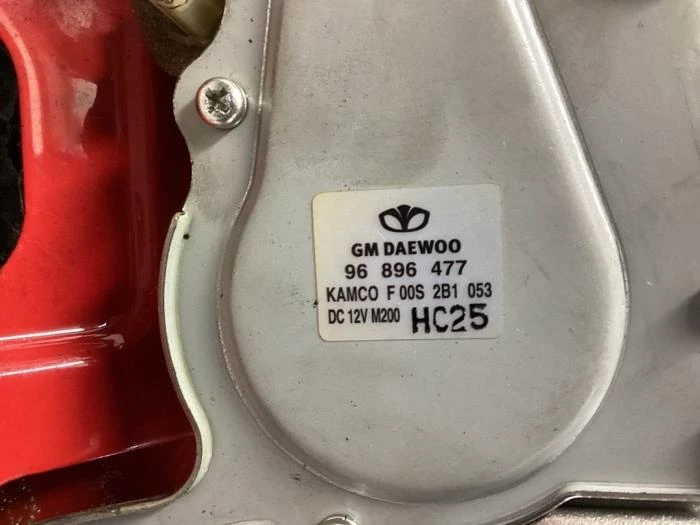 GM DAEWOO
96 896 477
KAMCO F 00S 2B1 053
DC 12V M200 HC25